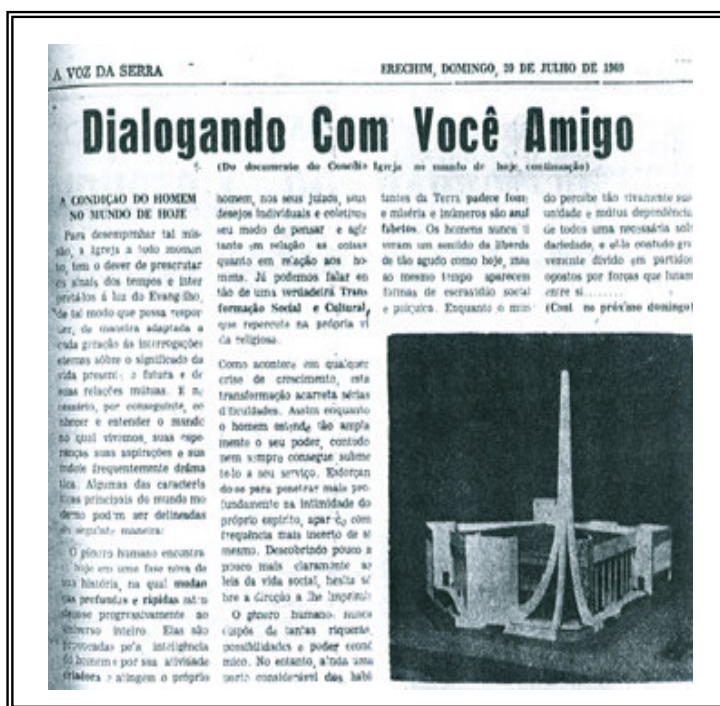 A VOZ DA SERRA
ERECHIM, DOMINGO, 20 DE JULHO DE 1969
Dialogando Com Você Amigo
(Do documento do Concílio Igreja no mundo de hoje, continuação)
A CONDIÇÃO DO HOMEM
NO MUNDO DE HOJE
Para desempenhar tal mis-
são, a Igreja a todo momen
to, tem o dever de prescrutar
os sinais dos tempos e inter
pretálos á luz do Evangelho,
de tal modo que possa respon
der, de maneira adaptada a
cada geração ás interrogações
eternas sôbre o significado da
vida presente e futura e de
suas relações mútuas. É ne
cessário, por conseguinte, co
nhecer e entender o mundo
no qual vivemos, suas espe
ranças suas aspirações e sua
índole frequentemente dráma
tica. Algumas das caracterís
ticas principais do mundo mo
derno podem ser delineadas
da seguinte maneira:
O gênero humano encontra
hoje em uma fase nova de
sua história, na qual mudan
ças profundas e rápidas esten
dem-se progressivamente ao
universo inteiro. Elas são
provocadas pela inteligência
do homem e por sua atividade
criadora e atingem o próprio
homem, nos seus juizos, seus
desejos individuais e coletivos
seu modo de pensar e agir
tanto em relação as coisas
quanto em relação aos ho-
mens. Já podemos falar en
tão de uma verdadeira Trans
formação Social e Cultural,
que repercute na própria vi
da religiosa.
Como acontece em qualquer
crise de crescimento, esta
transformação acarreta sérias
dificuldades. Assim enquanto
o homem estende tão ampla
mente o seu poder, contudo
nem sempre consegue subme
te-lo a seu serviço. Esforçan
do-se para penetrar mais pro-
fundamente na intimidade do
próprio espírito, aparece com
frequência mais incerto de si
mesmo. Descobrindo pouco a
pouco mais claramente as
leis da vida social, hesita sô
bre a direção a lhe imprimir
O gênero humano nunca
dispôs de tantas riquezas,
possibilidades e poder econô
mico. No entanto, ainda uma
parte considerável dos habi
tantes da Terra padece fome
e miséria e inúmeros são anal
fabetos. Os homens nunca ti
veram um sentido da liberda
de tão agudo como hoje, mas
ao mesmo tempo aparecem
formas de escravidão social
e psíquica. Enquanto o mun
do percebe tão vivamente sua
unidade e mútua dependência
de todos uma necessária soli
dariedade, e ei-lo contudo gra
vemente divido em partidos
opostos por forças que lutam
entre si......
(Cont. no próximo domingo)